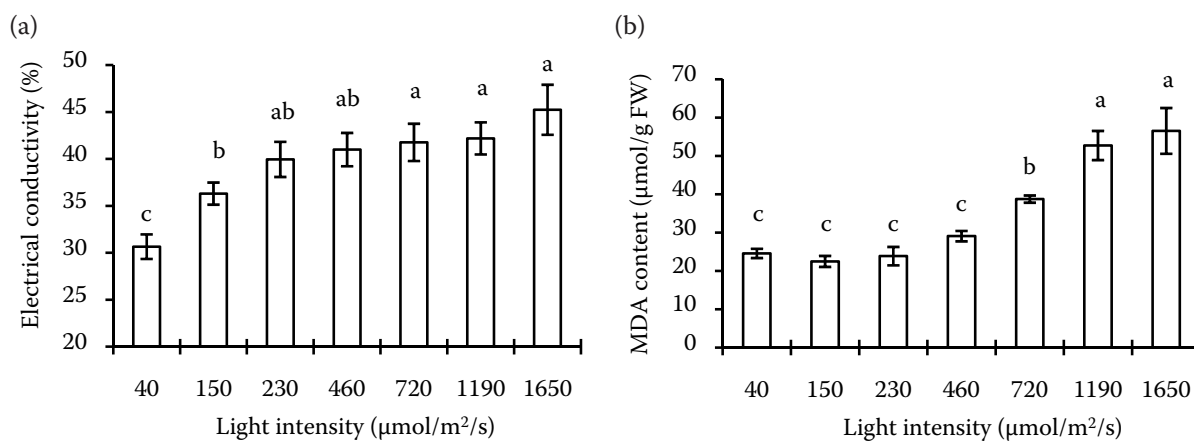 (a)
Electrical conductivity (%)
50
45
40
35
30
25
20
c
b
ab
ab
a
a
a
40 150 230 460 720 1190 1650
Light intensity (µmol/m²/s)
(b)
MDA content (µmol/g FW)
70
60
50
40
30
20
10
0
c
c
c
c
b
a
a
40 150 230 460 720 1190 1650
Light intensity (µmol/m²/s)